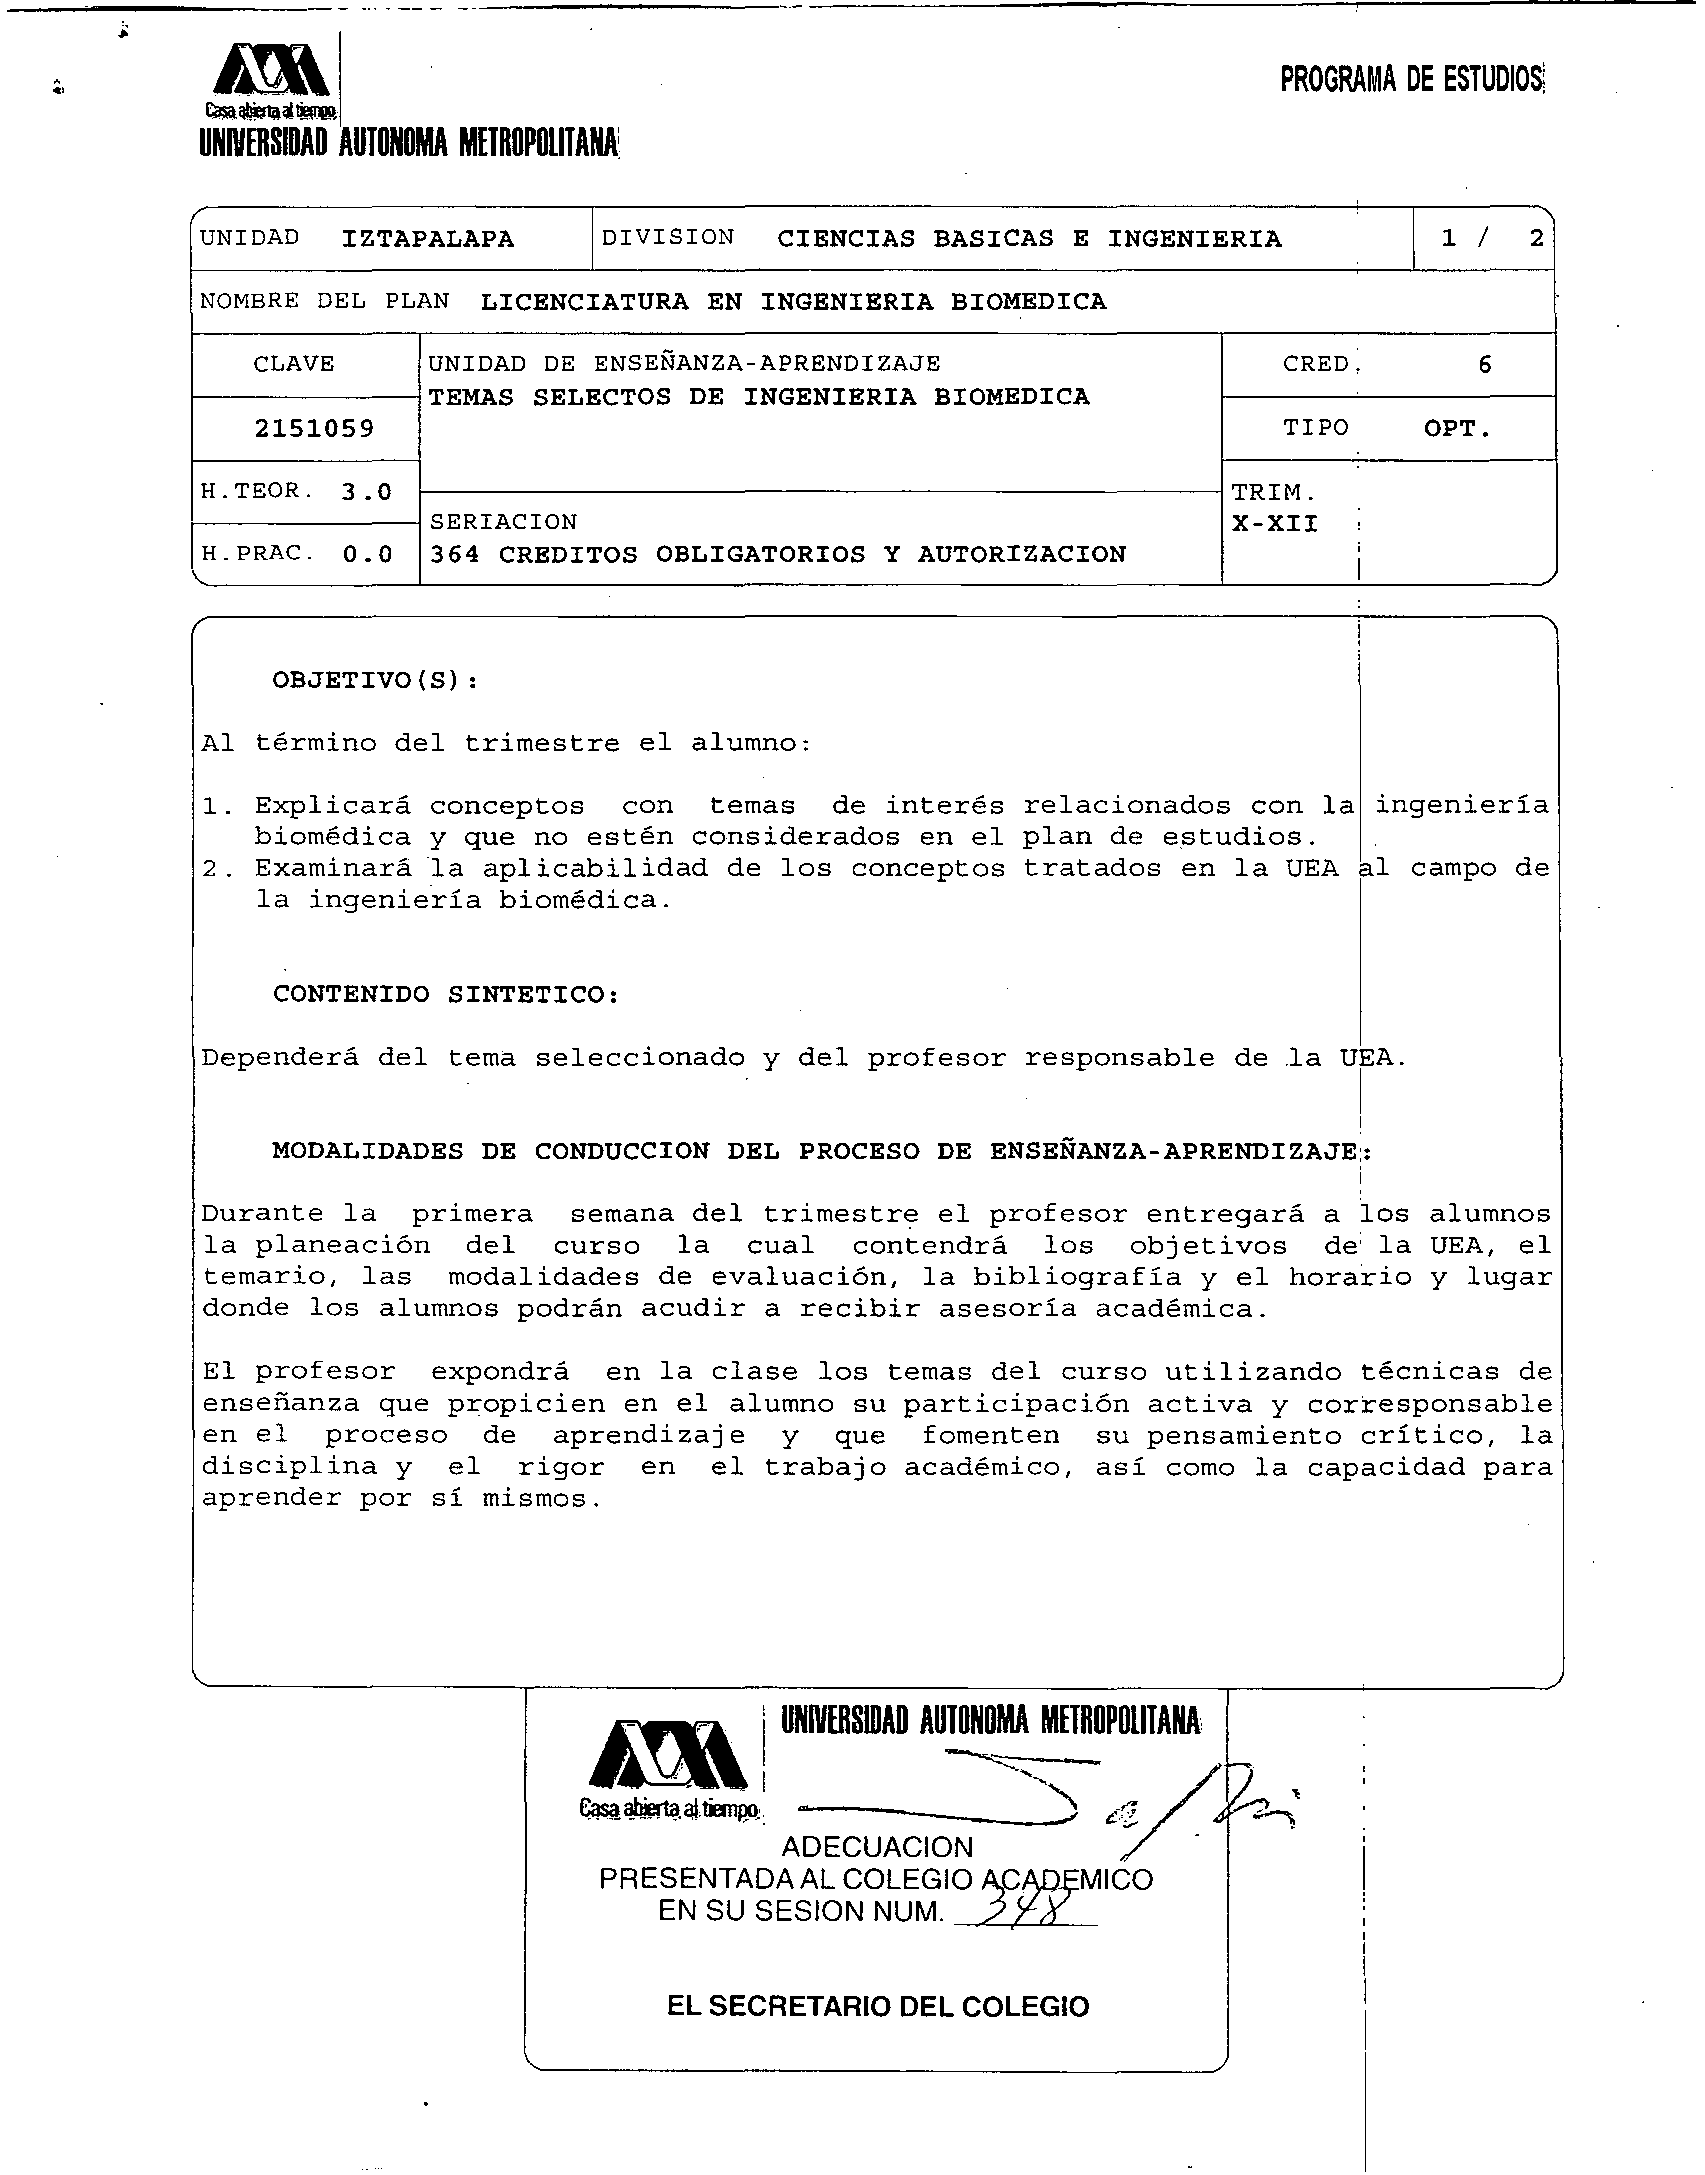 Casa abierta al tiempo
UNIVERSIDAD AUTONOMA METROPOLITANA
PROGRAMA DE ESTUDIOS
UNIDAD IZTAPALAPA DIVISION CIENCIAS BASICAS E INGENIERIA 1 / 2
NOMBRE DEL PLAN LICENCIATURA EN INGENIERIA BIOMEDICA
CLAVE UNIDAD DE ENSEÑANZA-APRENDIZAJE CRED. 6
TEMAS SELECTOS DE INGENIERIA BIOMEDICA
2151059 TIPO OPT.
H.TEOR. 3.0 TRIM.
SERIACION X-XII
H.PRAC. 0.0 364 CREDITOS OBLIGATORIOS Y AUTORIZACION
OBJETIVO(S):
Al término del trimestre el alumno:
1. Explicará conceptos con temas de interés relacionados con la ingeniería
biomédica y que no estén considerados en el plan de estudios.
2. Examinará la aplicabilidad de los conceptos tratados en la UEA al campo de
la ingeniería biomédica.
CONTENIDO SINTETICO:
Dependerá del tema seleccionado y del profesor responsable de la UEA.
MODALIDADES DE CONDUCCION DEL PROCESO DE ENSEÑANZA-APRENDIZAJE:
Durante la primera semana del trimestre el profesor entregará a los alumnos
la planeación del curso la cual contendrá los objetivos de la UEA, el
temario, las modalidades de evaluación, la bibliografía y el horario y lugar
donde los alumnos podrán acudir a recibir asesoría académica.
El profesor expondrá en la clase los temas del curso utilizando técnicas de
enseñanza que propicien en el alumno su participación activa y corresponsable
en el proceso de aprendizaje y que fomenten su pensamiento crítico, la
disciplina y el rigor en el trabajo académico, así como la capacidad para
aprender por sí mismos.
UNIVERSIDAD AUTONOMA METROPOLITANA
Casa abierta al tiempo
ADECUACION
PRESENTADA AL COLEGIO ACADEMICO
EN SU SESION NUM. 348
EL SECRETARIO DEL COLEGIO